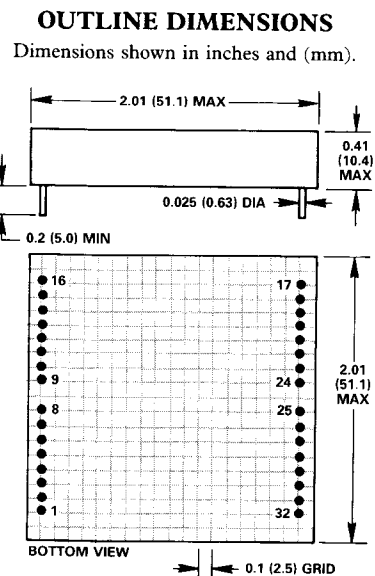 OUTLINE DIMENSIONS
Dimensions shown in inches and (mm).
2.01 (51.1) MAX
0.41
(10.4)
MAX
0.025 (0.63) DIA
0.2 (5.0) MIN
16
17
9
24
8
25
2.01
(51.1)
MAX
1
32
BOTTOM VIEW
0.1 (2.5) GRID